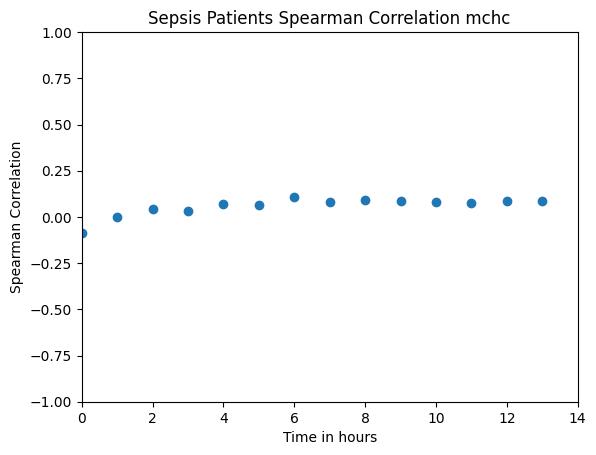 Sepsis Patients Spearman Correlation mchc
1.00
0.75
0.50
0.25
0.00
−0.25
−0.50
−0.75
−1.00
Spearman Correlation
0 2 4 6 8 10 12 14
Time in hours